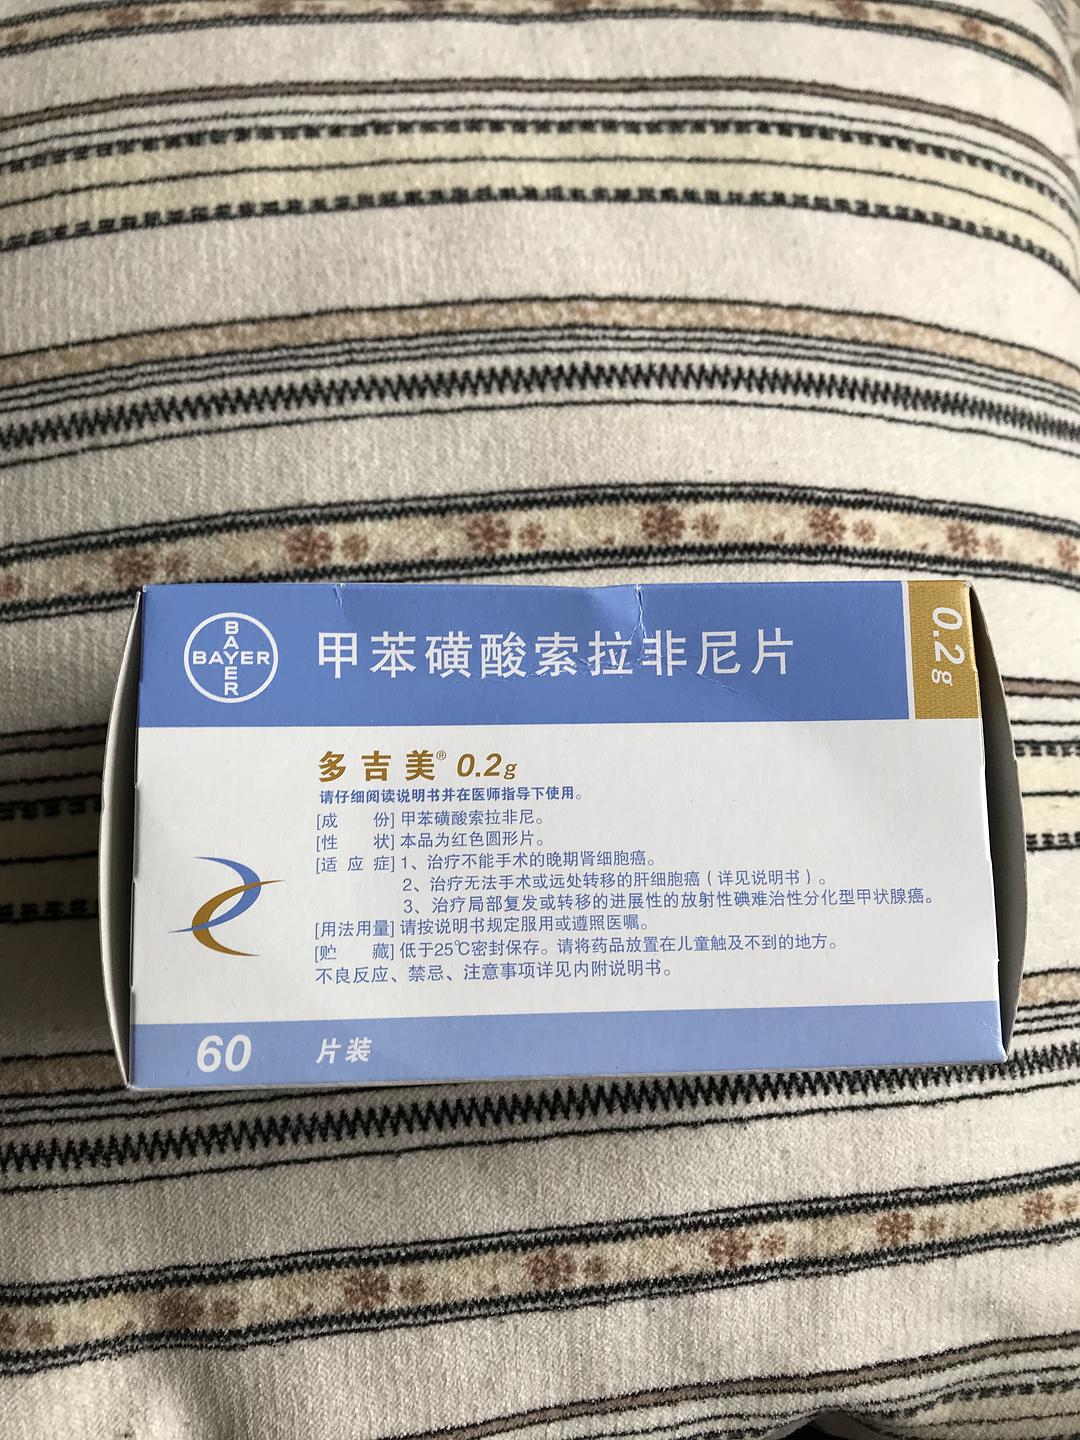 BAYER
BAYER
甲苯磺酸索拉非尼片
0.2g
多吉美® 0.2g
请仔细阅读说明书并在医师指导下使用。
[成 份] 甲苯磺酸索拉非尼。
[性 状] 本品为红色圆形片。
[适 应 症] 1、治疗不能手术的晚期肾细胞癌。
2、治疗无法手术或远处转移的肝细胞癌（详见说明书）。
3、治疗局部复发或转移的进展性的放射性碘难治性分化型甲状腺癌。
[用法用量] 请按说明书规定服用或遵照医嘱。
[贮 藏] 低于25℃密封保存。请将药品放置在儿童触及不到的地方。
不良反应、禁忌、注意事项详见内附说明书。
60 片装